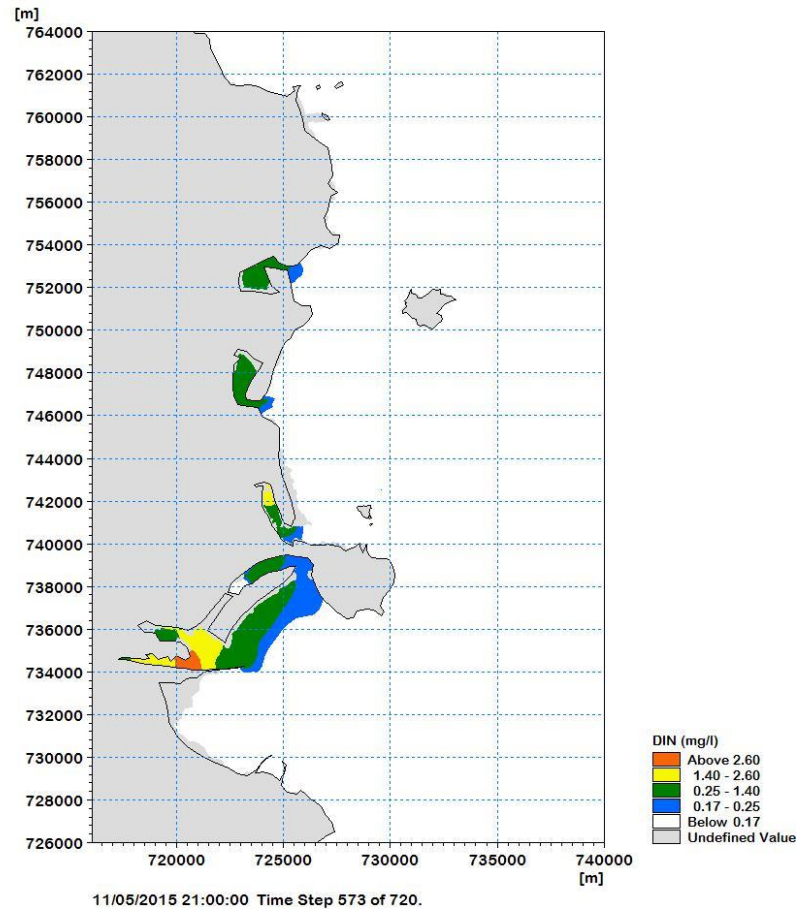 [m]
764000
762000
760000
758000
756000
754000
752000
750000
748000
746000
744000
742000
740000
738000
736000
734000
732000
730000
728000
726000
720000 725000 730000 735000 740000
[m]
DIN (mg/l)
Above 2.60
1.40 - 2.60
0.25 - 1.40
0.17 - 0.25
Below 0.17
Undefined Value
11/05/2015 21:00:00 Time Step 573 of 720.